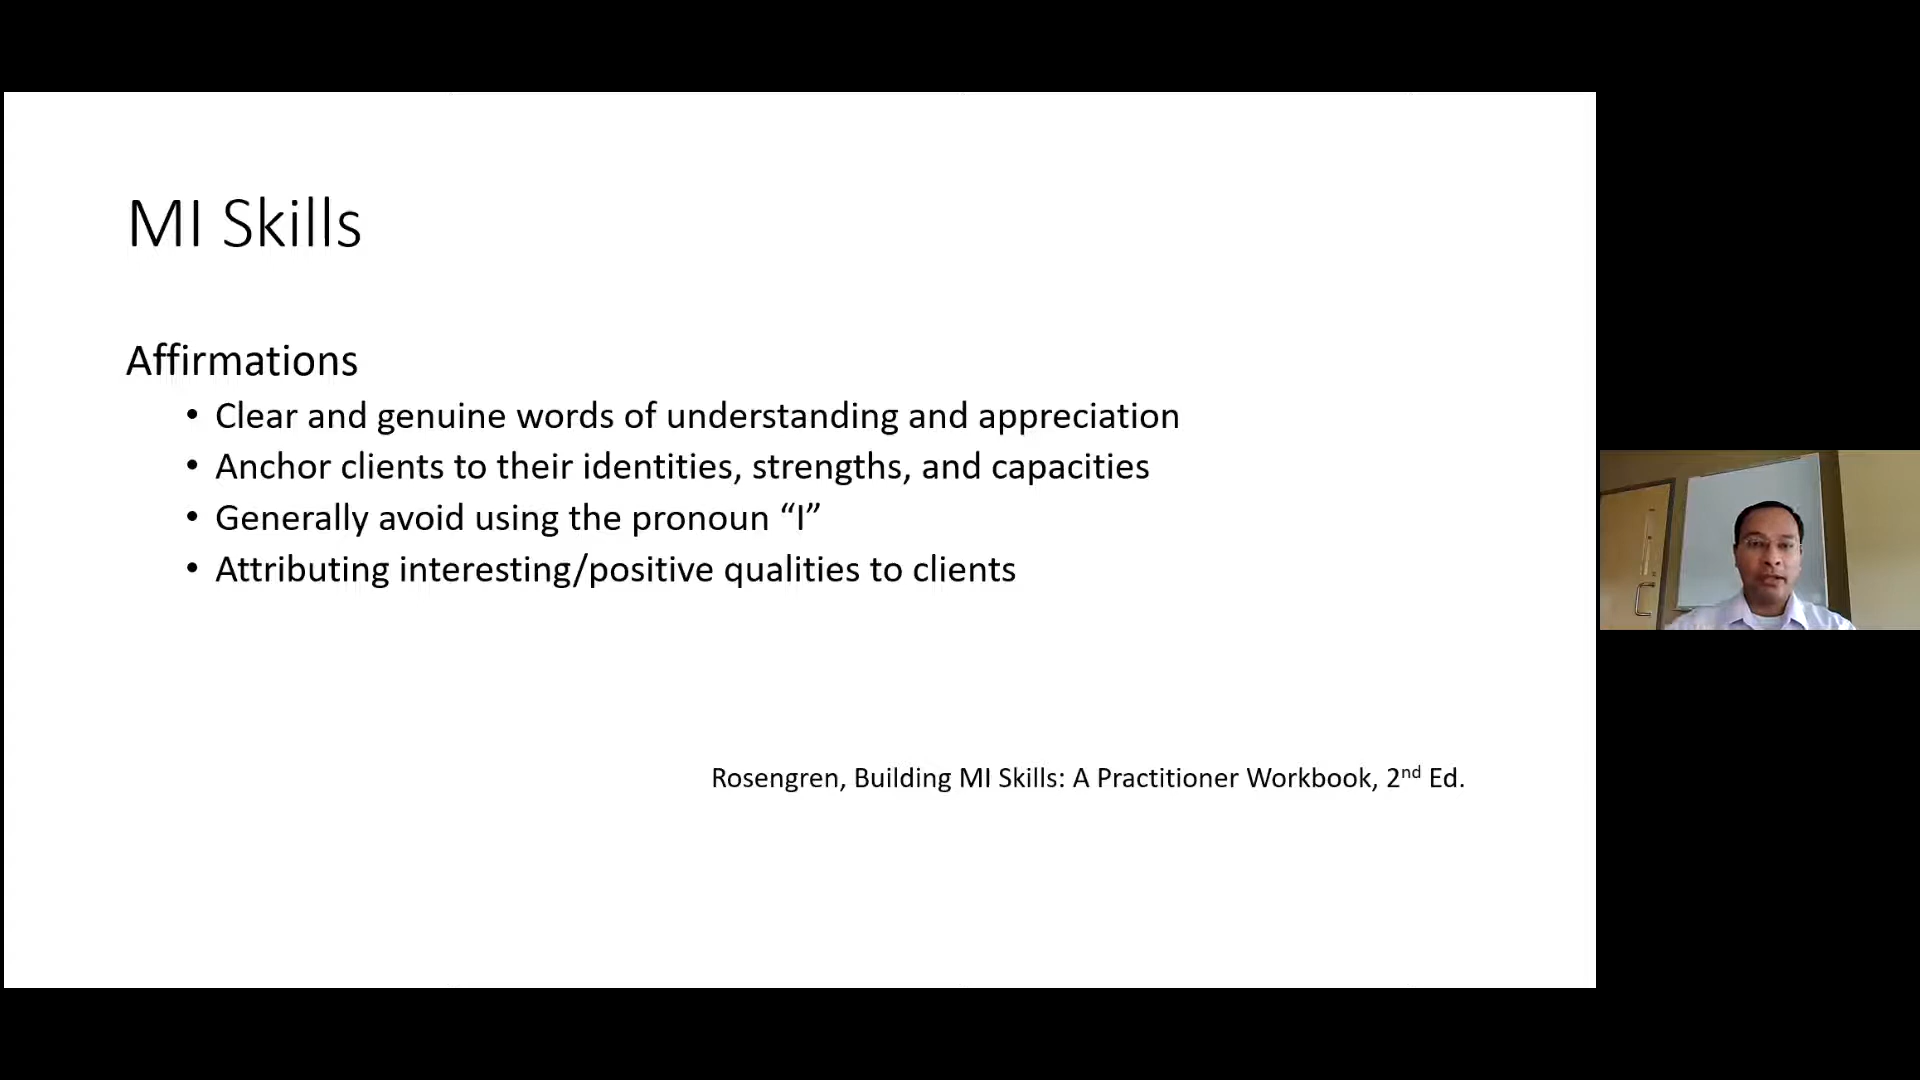 MI Skills
Affirmations
• Clear and genuine words of understanding and appreciation
• Anchor clients to their identities, strengths, and capacities
• Generally avoid using the pronoun “I”
• Attributing interesting/positive qualities to clients
Rosengren, Building MI Skills: A Practitioner Workbook, 2nd Ed.